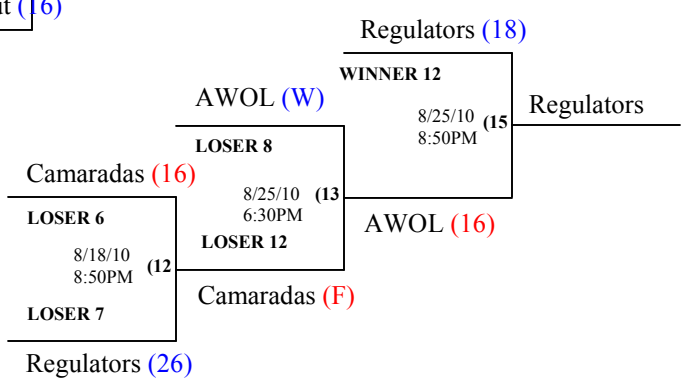 (16)
Regulators (18)
WINNER 12
AWOL (W)
8/25/10 (15
8:50PM
Regulators
LOSER 8
Camaradas (16)
8/25/10 (13
6:30PM
LOSER 6
AWOL (16)
LOSER 12
8/18/10 (12
8:50PM
Camaradas (F)
LOSER 7
Regulators (26)